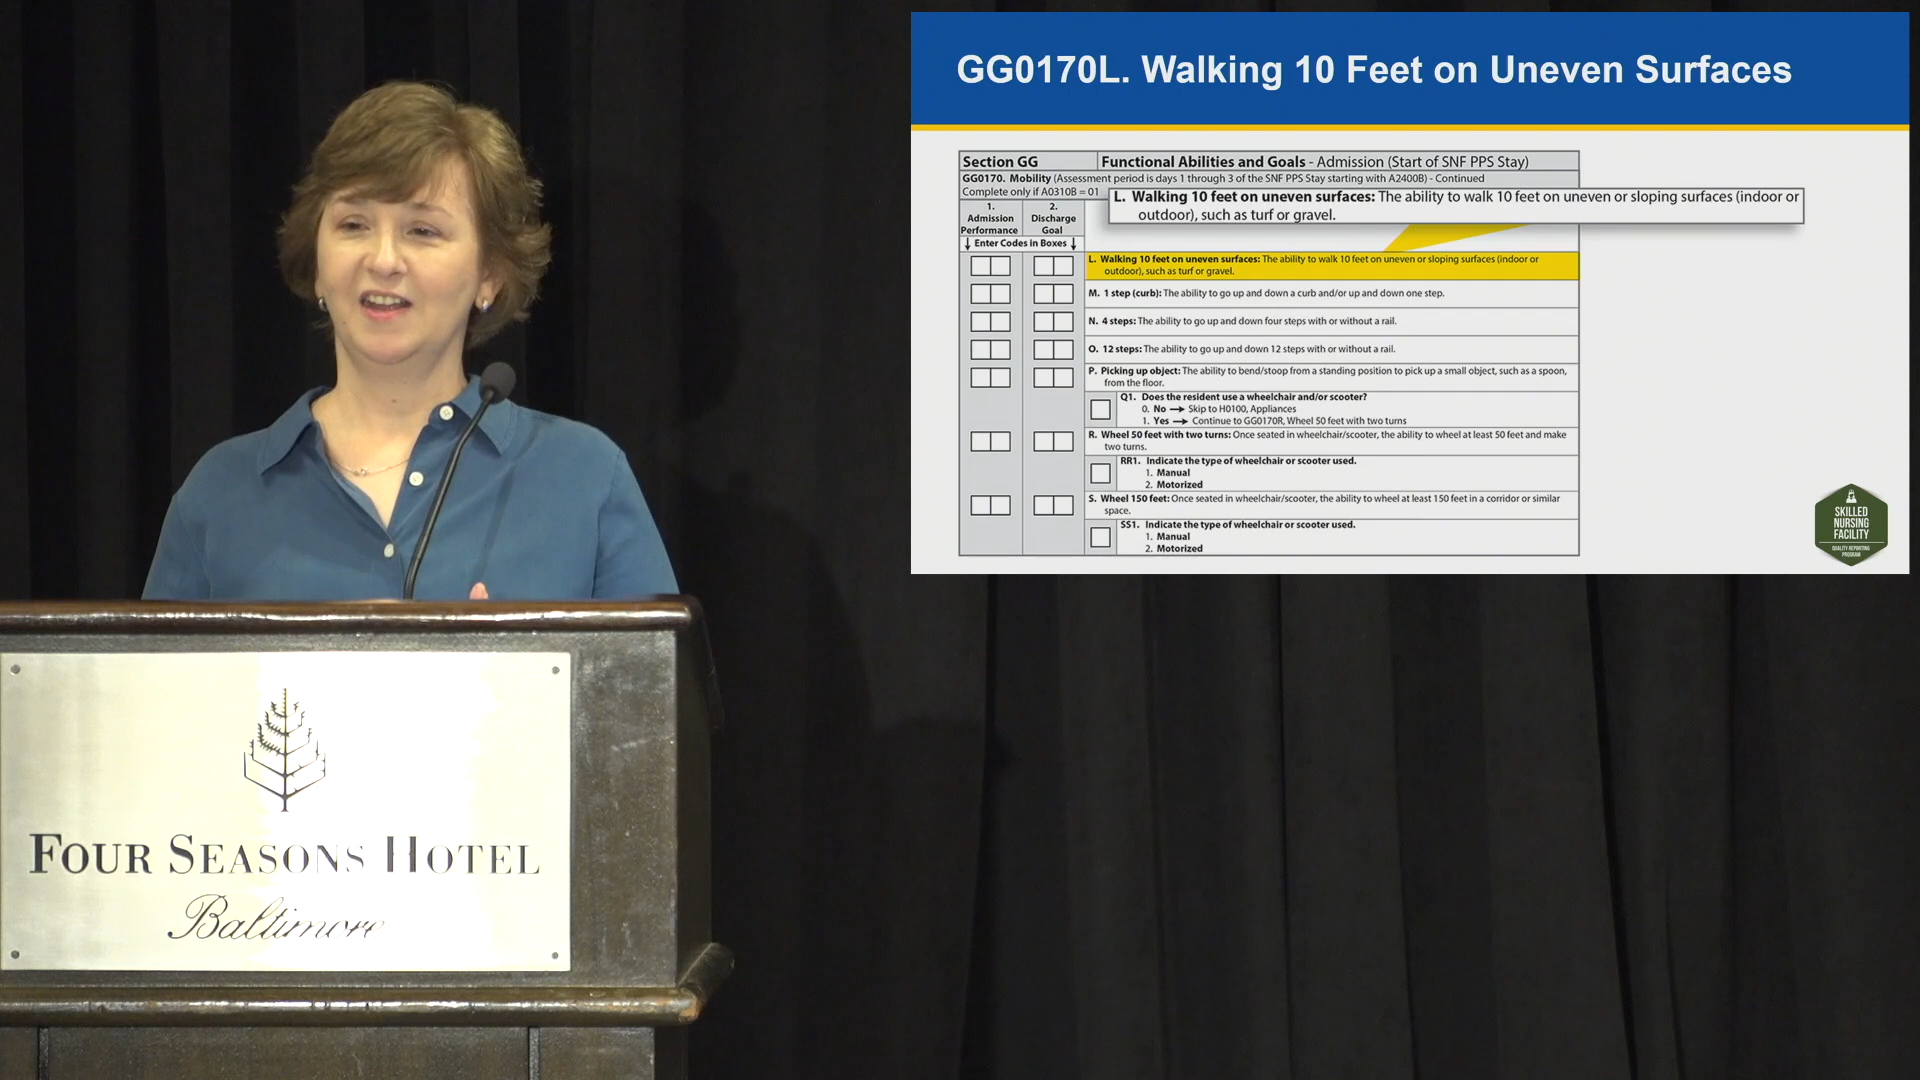 GG0170L. Walking 10 Feet on Uneven Surfaces
Section GG
Functional Abilities and Goals - Admission (Start of SNF PPS Stay)
GG0170. Mobility (Assessment period is days 1 through 3 of the SNF PPS Stay starting with A2400B) - Continued
Complete only if A0310B = 01
L. Walking 10 feet on uneven surfaces: The ability to walk 10 feet on uneven or sloping surfaces (indoor or
outdoor), such as turf or gravel.
1.
Admission
Performance
2.
Discharge
Goal
↓ Enter Codes in Boxes ↓
L. Walking 10 feet on uneven surfaces: The ability to walk 10 feet on uneven or sloping surfaces (indoor or
outdoor), such as turf or gravel.
M. 1 step (curb): The ability to go up and down a curb and/or up and down one step.
N. 4 steps: The ability to go up and down four steps with or without a rail.
O. 12 steps: The ability to go up and down 12 steps with or without a rail.
P. Picking up object: The ability to bend/stoop from a standing position to pick up a small object, such as a spoon,
from the floor.
Q1. Does the resident use a wheelchair and/or scooter?
0. No → Skip to H0100, Appliances
1. Yes → Continue to GG0170R, Wheel 50 feet with two turns
R. Wheel 50 feet with two turns: Once seated in wheelchair/scooter, the ability to wheel at least 50 feet and make
two turns.
RR1. Indicate the type of wheelchair or scooter used.
1. Manual
2. Motorized
S. Wheel 150 feet: Once seated in wheelchair/scooter, the ability to wheel at least 150 feet in a corridor or similar
space.
SS1. Indicate the type of wheelchair or scooter used.
1. Manual
2. Motorized
SKILLED
NURSING
FACILITY
QUALITY REPORTING
PROGRAM
FOUR SEASONS HOTEL
Baltimore